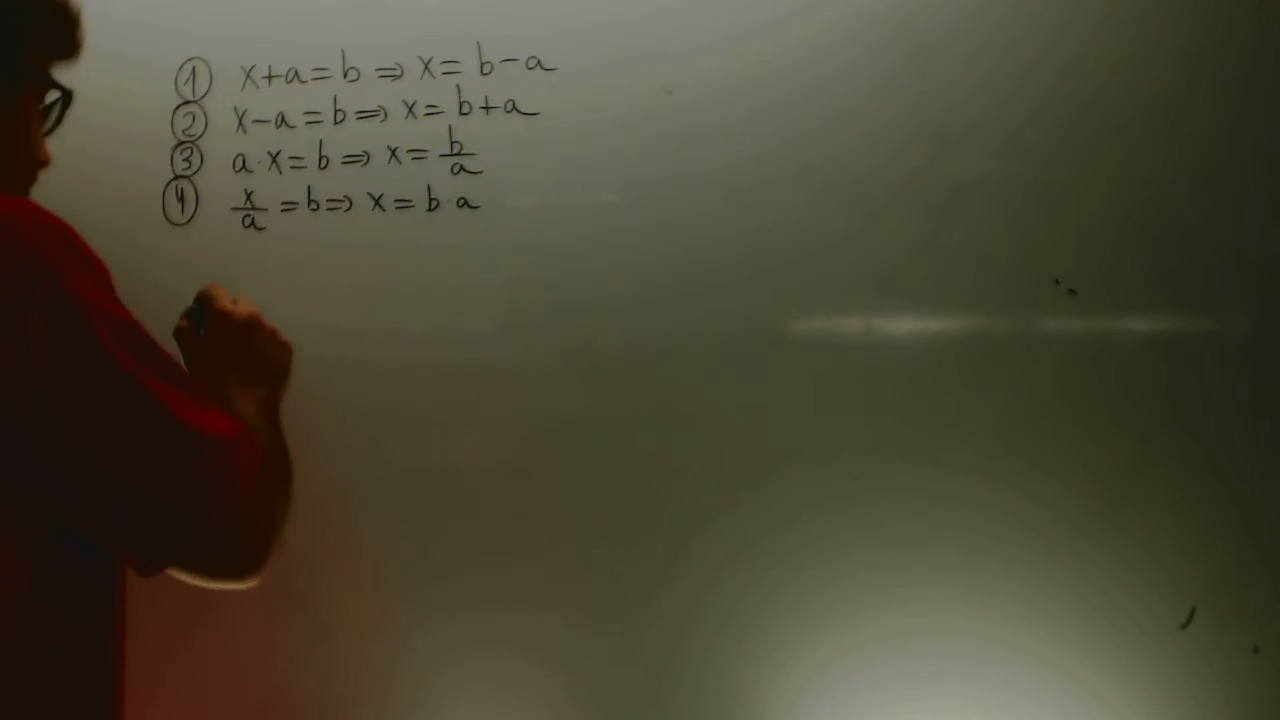 ① x+a=b ⇒ x=b-a
② x-a=b ⇒ x=b+a
③ a·x=b ⇒ x=b/a
④ x/a=b ⇒ x=b·a